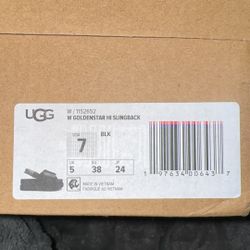 UGG
W / 1152652
W GOLDENSTAR HI SLINGBACK
USA
7
BLK
UK
5
EU
38
JP
24
MADE IN VIETNAM
FABRIQUÉ AU VIETNAM
1 97634 00643 7